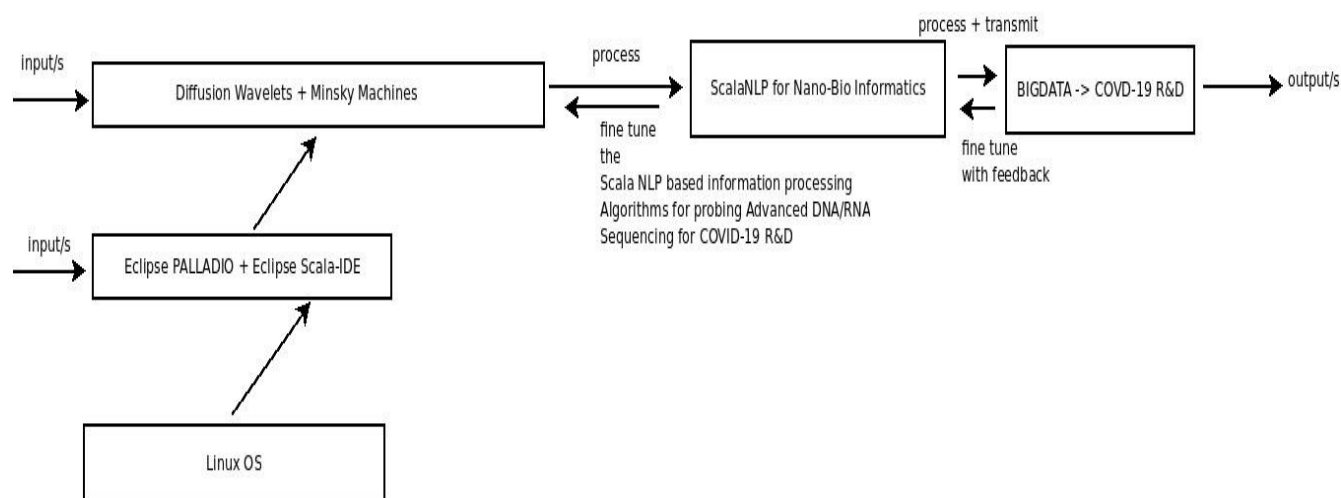 process + transmit
input/s
process
Diffusion Wavelets + Minsky Machines
ScalaNLP for Nano-Bio Informatics
BIGDATA -> COVD-19 R&D
output/s
fine tune
the
Scala NLP based information processing
Algorithms for probing Advanced DNA/RNA
Sequencing for COVID-19 R&D
fine tune
with feedback
input/s
Eclipse PALLADIO + Eclipse Scala-IDE
Linux OS